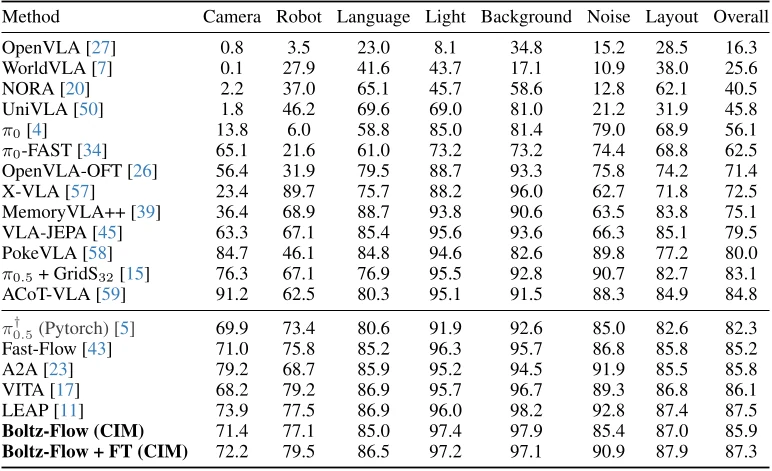 Method Camera Robot Language Light Background Noise Layout Overall
OpenVLA [27] 0.8 3.5 23.0 8.1 34.8 15.2 28.5 16.3
WorldVLA [7] 0.1 27.9 41.6 43.7 17.1 10.9 38.0 25.6
NORA [20] 2.2 37.0 65.1 45.7 58.6 12.8 62.1 40.5
UniVLA [50] 1.8 46.2 69.6 69.0 81.0 21.2 31.9 45.8
π₀ [4] 13.8 6.0 58.8 85.0 81.4 79.0 68.9 56.1
π₀-FAST [34] 65.1 21.6 61.0 73.2 73.2 74.4 68.8 62.5
OpenVLA-OFT [26] 56.4 31.9 79.5 88.7 93.3 75.8 74.2 71.4
X-VLA [57] 23.4 89.7 75.7 88.2 96.0 62.7 71.8 72.5
MemoryVLA++ [39] 36.4 68.9 88.7 93.8 90.6 63.5 83.8 75.1
VLA-JEPA [45] 63.3 67.1 85.4 95.6 93.6 66.3 85.1 79.5
PokeVLA [58] 84.7 46.1 84.8 94.6 82.6 89.8 77.2 80.0
π₀.₅ + GridS₃₂ [15] 76.3 67.1 76.9 95.5 92.8 90.7 82.7 83.1
ACoT-VLA [59] 91.2 62.5 80.3 95.1 91.5 88.3 84.9 84.8
π†₀.₅ (Pytorch) [5] 69.9 73.4 80.6 91.9 92.6 85.0 82.6 82.3
Fast-Flow [43] 71.0 75.8 85.2 96.3 95.7 86.8 85.8 85.2
A2A [23] 79.2 68.7 85.9 95.2 94.5 91.9 85.5 85.8
VITA [17] 68.2 79.2 86.9 95.7 96.7 89.3 86.8 86.1
LEAP [11] 73.9 77.5 86.9 96.0 98.2 92.8 87.4 87.5
Boltz-Flow (CIM) 71.4 77.1 85.0 97.4 97.9 85.4 87.0 85.9
Boltz-Flow + FT (CIM) 72.2 79.5 86.5 97.2 97.1 90.9 87.9 87.3